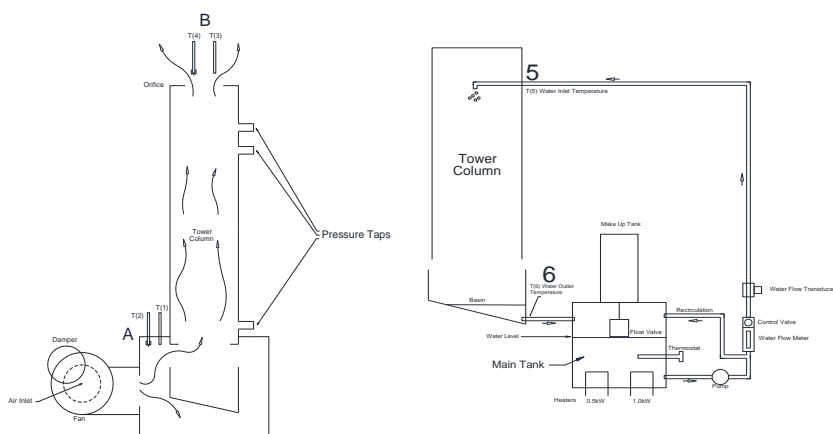 B
T(4)
T(3)
Orifice
Tower
Column
Pressure Taps
T(2)
T(1)
A
Damper
Air Inlet
Fan
5
T(5) Water Inlet Temperature
Tower
Column
Make Up Tank
6
T(6) Water Outlet
Temperature
Basin
Water Flow Transduce
Recirculation
Control Valve
Float Valve
Water Level
Water Flow Meter
Thermostat
Main Tank
Pump
Heaters
0.5kW
1.0kW